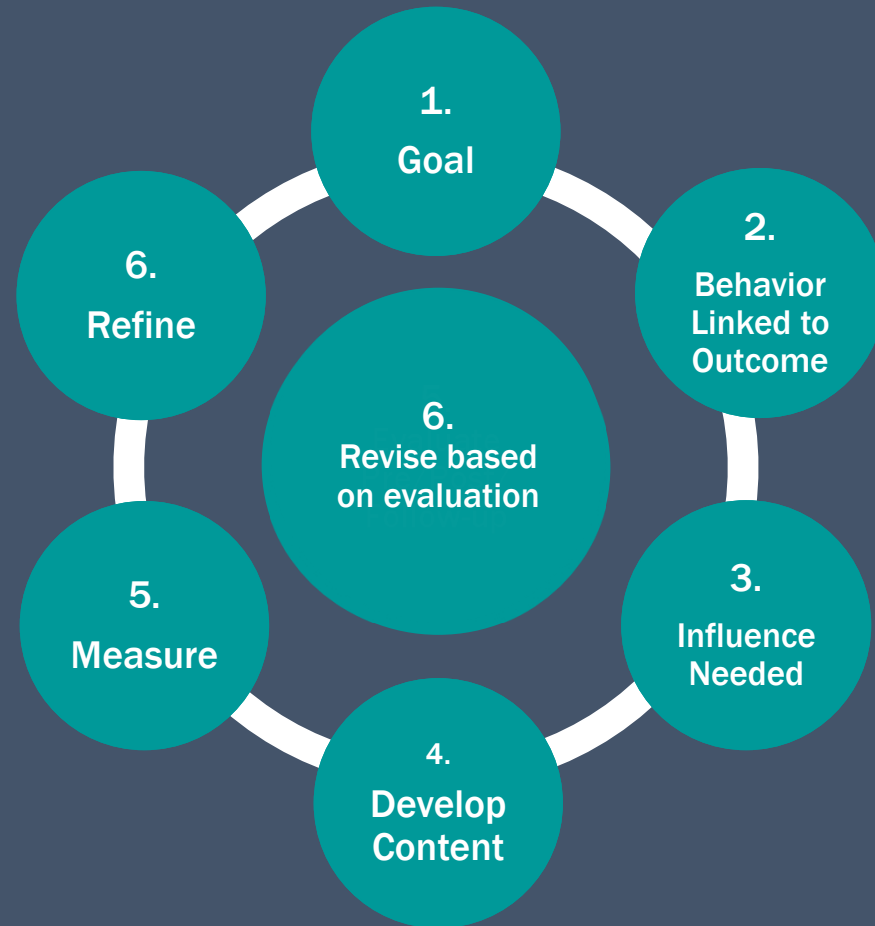 1.
Goal
2.
Behavior
Linked to
Outcome
3.
Influence
Needed
4.
Develop
Content
5.
Measure
6.
Refine
6.
Revise based
on evaluation